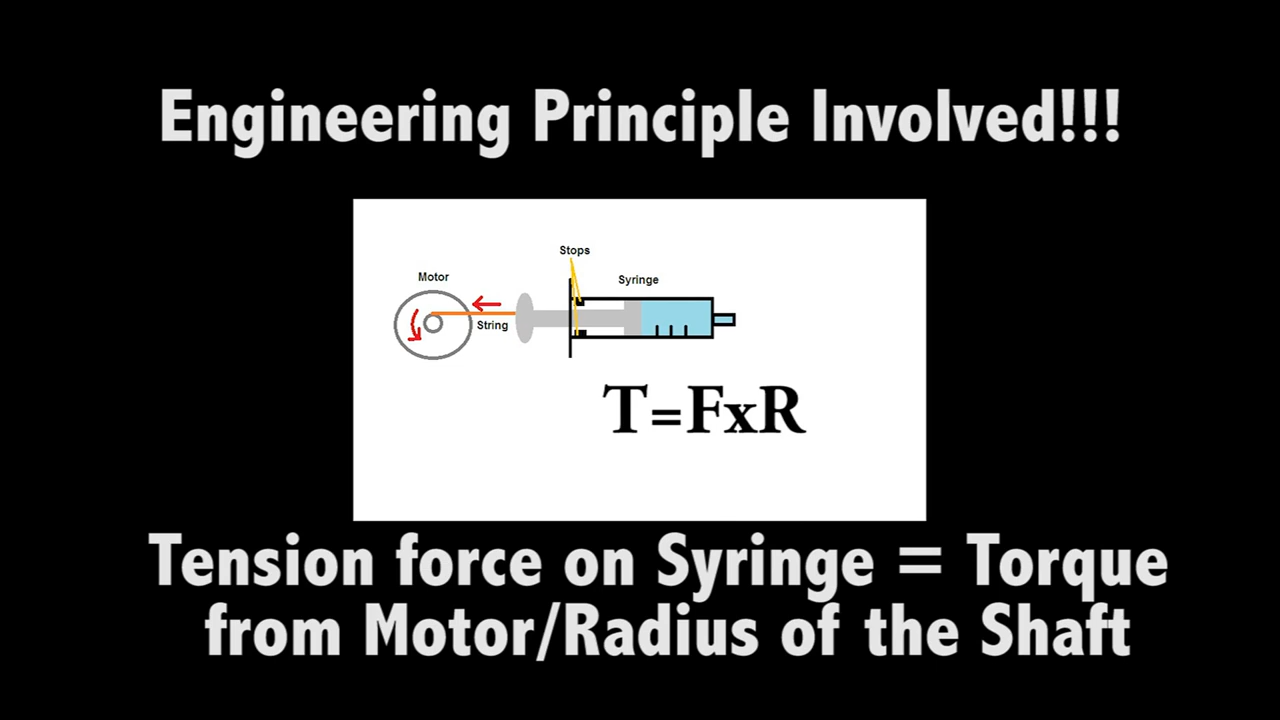 Engineering Principle Involved!!!
Stops
Motor
Syringe
String
T=FxR
Tension force on Syringe = Torque
from Motor/Radius of the Shaft